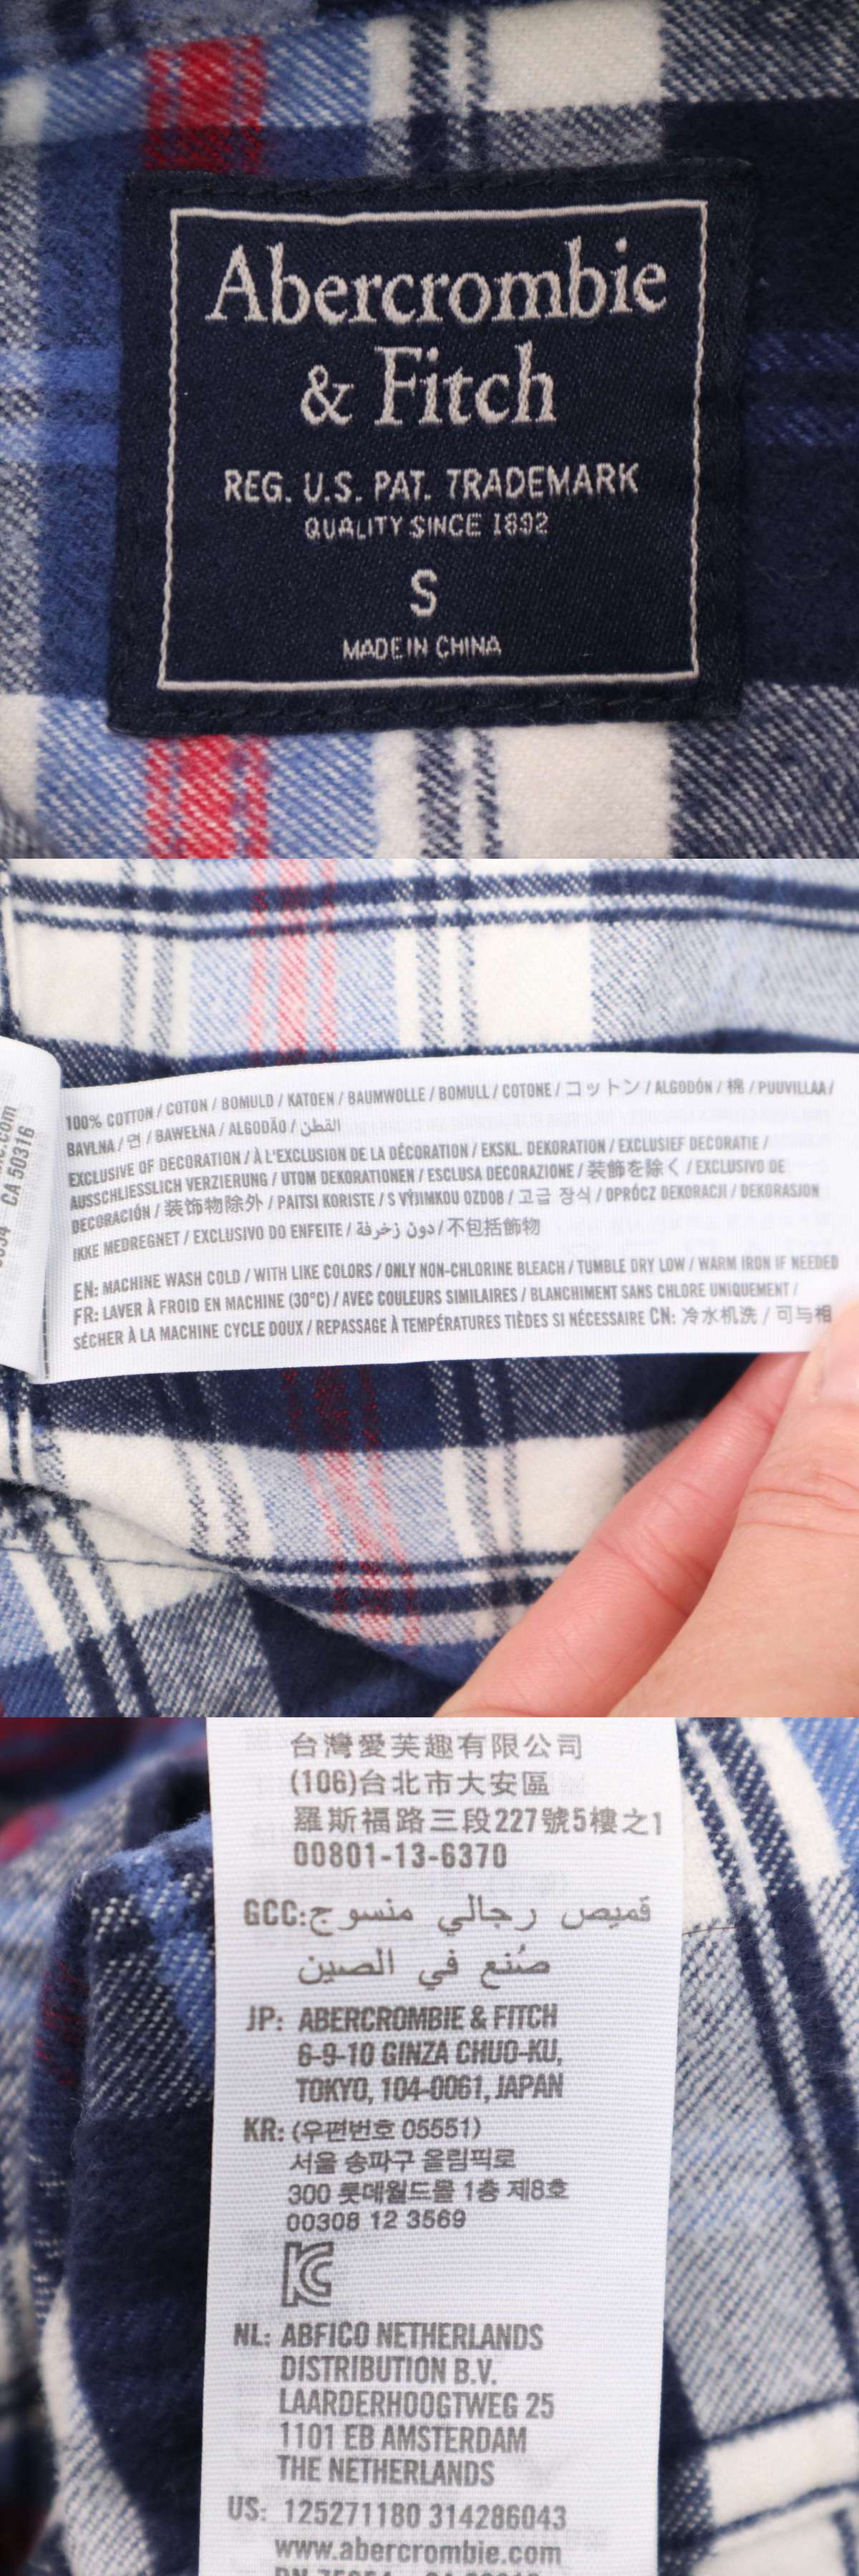 Abercrombie
& Fitch
REG. U.S. PAT. TRADEMARK
QUALITY SINCE 1892
S
MADE IN CHINA
CA 50316
100% COTTON / COTON / BOMULD / KATOEN / BAUMWOLLE / BOMULL / COTONE / コットン / ALGODÓN / 棉 / PUUVILLAA /
BAVLNA / 면 / BAWEŁNA / ALGODÃO / القطن
EXCLUSIVE OF DECORATION / À L'EXCLUSION DE LA DÉCORATION / EKSKL. DEKORATION / EXCLUSIEF DECORATIE /
AUSSCHLIESSLICH VERZIERUNG / UTOM DEKORATIONEN / ESCLUSA DECORAZIONE / 装飾を除く / EXCLUSIVO DE
DECORACIÓN / 装饰物除外 / PAITSI KORISTE / S VÝJIMKOU OZDOB / 고급 장식 / OPRÓCZ DEKORACJI / DEKORASJON
IKKE MEDREGNET / EXCLUSIVO DO ENFEITE / دون زخرفة / 不包括飾物
EN: MACHINE WASH COLD / WITH LIKE COLORS / ONLY NON-CHLORINE BLEACH / TUMBLE DRY LOW / WARM IRON IF NEEDED
FR: LAVER À FROID EN MACHINE (30°C) / AVEC COULEURS SIMILAIRES / BLANCHIMENT SANS CHLORE UNIQUEMENT /
SÉCHER À LA MACHINE CYCLE DOUX / REPASSAGE À TEMPÉRATURES TIÈDES SI NÉCESSAIRE CN: 冷水机洗 / 可与相
台灣愛芙趣有限公司
(106)台北市大安區
羅斯福路三段227號5樓之1
00801-13-6370
GCC: قميص رجالي منسوج
صُنع في الصين
JP: ABERCROMBIE & FITCH
6-9-10 GINZA CHUO-KU,
TOKYO, 104-0061, JAPAN
KR: (우편번호 05551)
서울 송파구 올림픽로
300 롯데월드몰 1층 제8호
00308 12 3569
NL: ABFICO NETHERLANDS
DISTRIBUTION B.V.
LAARDERHOOGTWEG 25
1101 EB AMSTERDAM
THE NETHERLANDS
US: 125271180 314286043
www.abercrombie.com